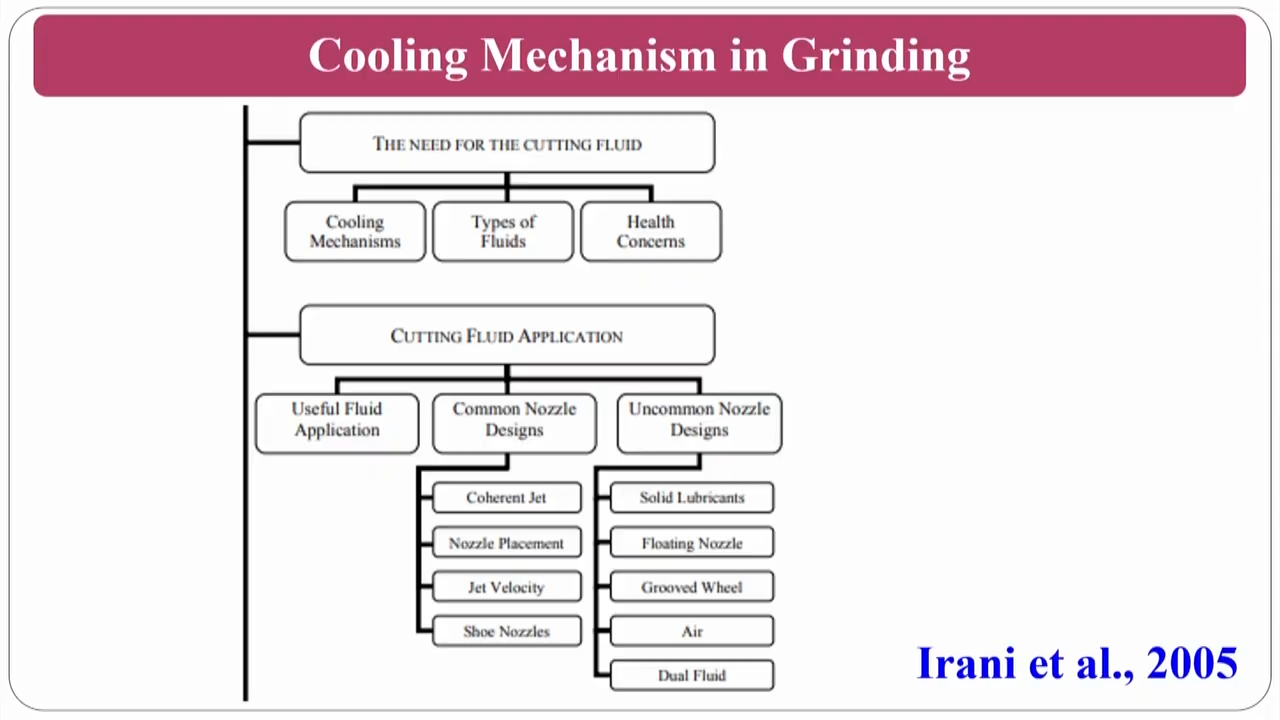 Cooling Mechanism in Grinding
THE NEED FOR THE CUTTING FLUID
Cooling
Mechanisms
Types of
Fluids
Health
Concerns
CUTTING FLUID APPLICATION
Useful Fluid
Application
Common Nozzle
Designs
Uncommon Nozzle
Designs
Coherent Jet
Nozzle Placement
Jet Velocity
Shoe Nozzles
Solid Lubricants
Floating Nozzle
Grooved Wheel
Air
Dual Fluid
Irani et al., 2005